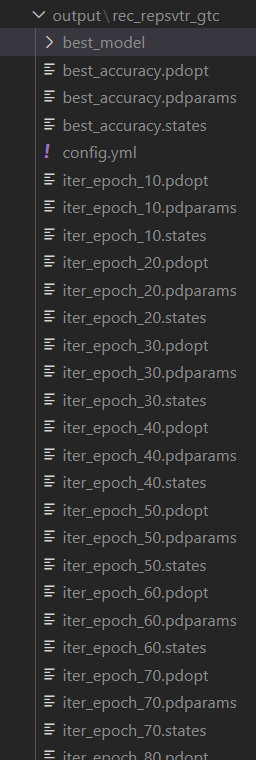 output\rec_repsvtr_gtc
best_model
best_accuracy.pdopt
best_accuracy.pdparams
best_accuracy.states
! config.yml
iter_epoch_10.pdopt
iter_epoch_10.pdparams
iter_epoch_10.states
iter_epoch_20.pdopt
iter_epoch_20.pdparams
iter_epoch_20.states
iter_epoch_30.pdopt
iter_epoch_30.pdparams
iter_epoch_30.states
iter_epoch_40.pdopt
iter_epoch_40.pdparams
iter_epoch_40.states
iter_epoch_50.pdopt
iter_epoch_50.pdparams
iter_epoch_50.states
iter_epoch_60.pdopt
iter_epoch_60.pdparams
iter_epoch_60.states
iter_epoch_70.pdopt
iter_epoch_70.pdparams
iter_epoch_70.states
iter_epoch_80.pdopt